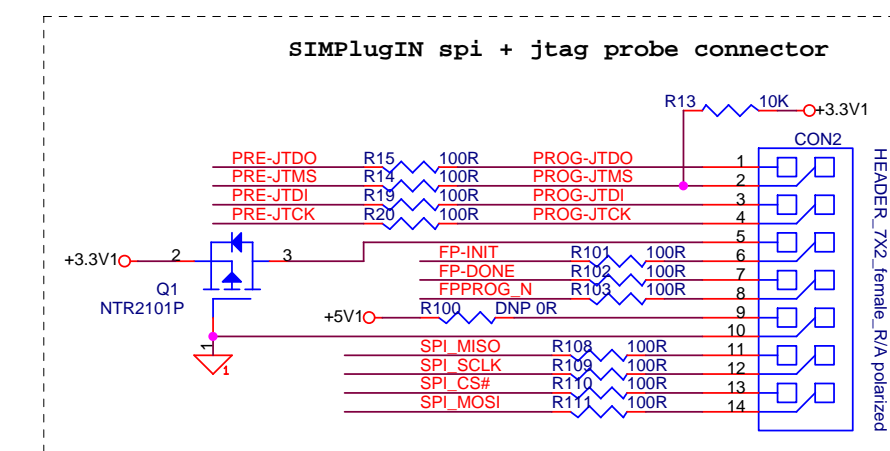 SIMPlugIN spi + jtag probe connector
R13 10K +3.3V1
CON2
PRE-JTDO R15 100R PROG-JTDO 1
PRE-JTMS R14 100R PROG-JTMS 2
PRE-JTDI R19 100R PROG-JTDI 3
PRE-JTCK R20 100R PROG-JTCK 4
5
+3.3V1 2 3
FP-INIT R101 100R 6
FP-DONE R102 100R 7
Q1
FPPROG_N R103 100R 8
NTR2101P
+5V1 R100 DNP 0R 9
10
1
1
SPI_MISO R108 100R 11
SPI_SCLK R109 100R 12
SPI_CS# R110 100R 13
SPI_MOSI R111 100R 14
HEADER_7X2_female_R/A polarized